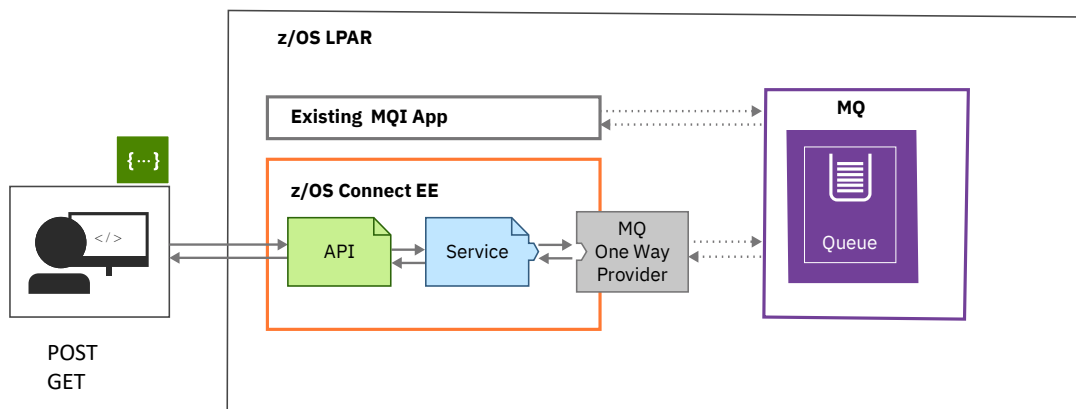 z/OS LPAR
Existing MQI App
MQ
{...}
z/OS Connect EE
</>
API
Service
MQ
One Way
Provider
Queue
POST
GET